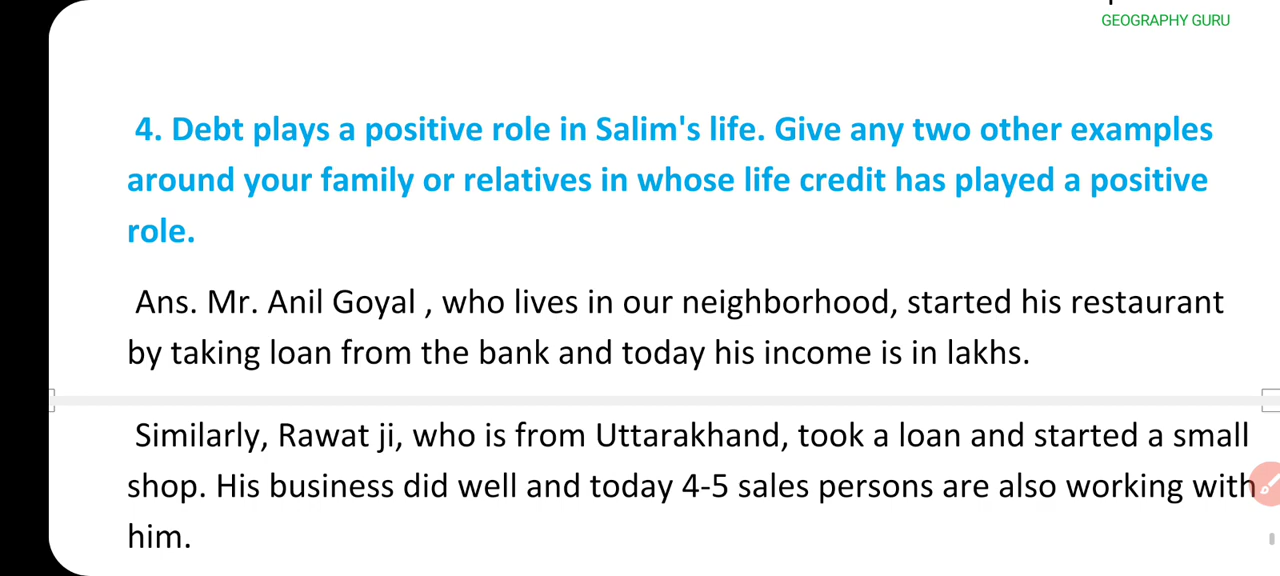 GEOGRAPHY GURU
4. Debt plays a positive role in Salim's life. Give any two other examples
around your family or relatives in whose life credit has played a positive
role.
Ans. Mr. Anil Goyal , who lives in our neighborhood, started his restaurant
by taking loan from the bank and today his income is in lakhs.
Similarly, Rawat ji, who is from Uttarakhand, took a loan and started a small
shop. His business did well and today 4-5 sales persons are also working with
him.